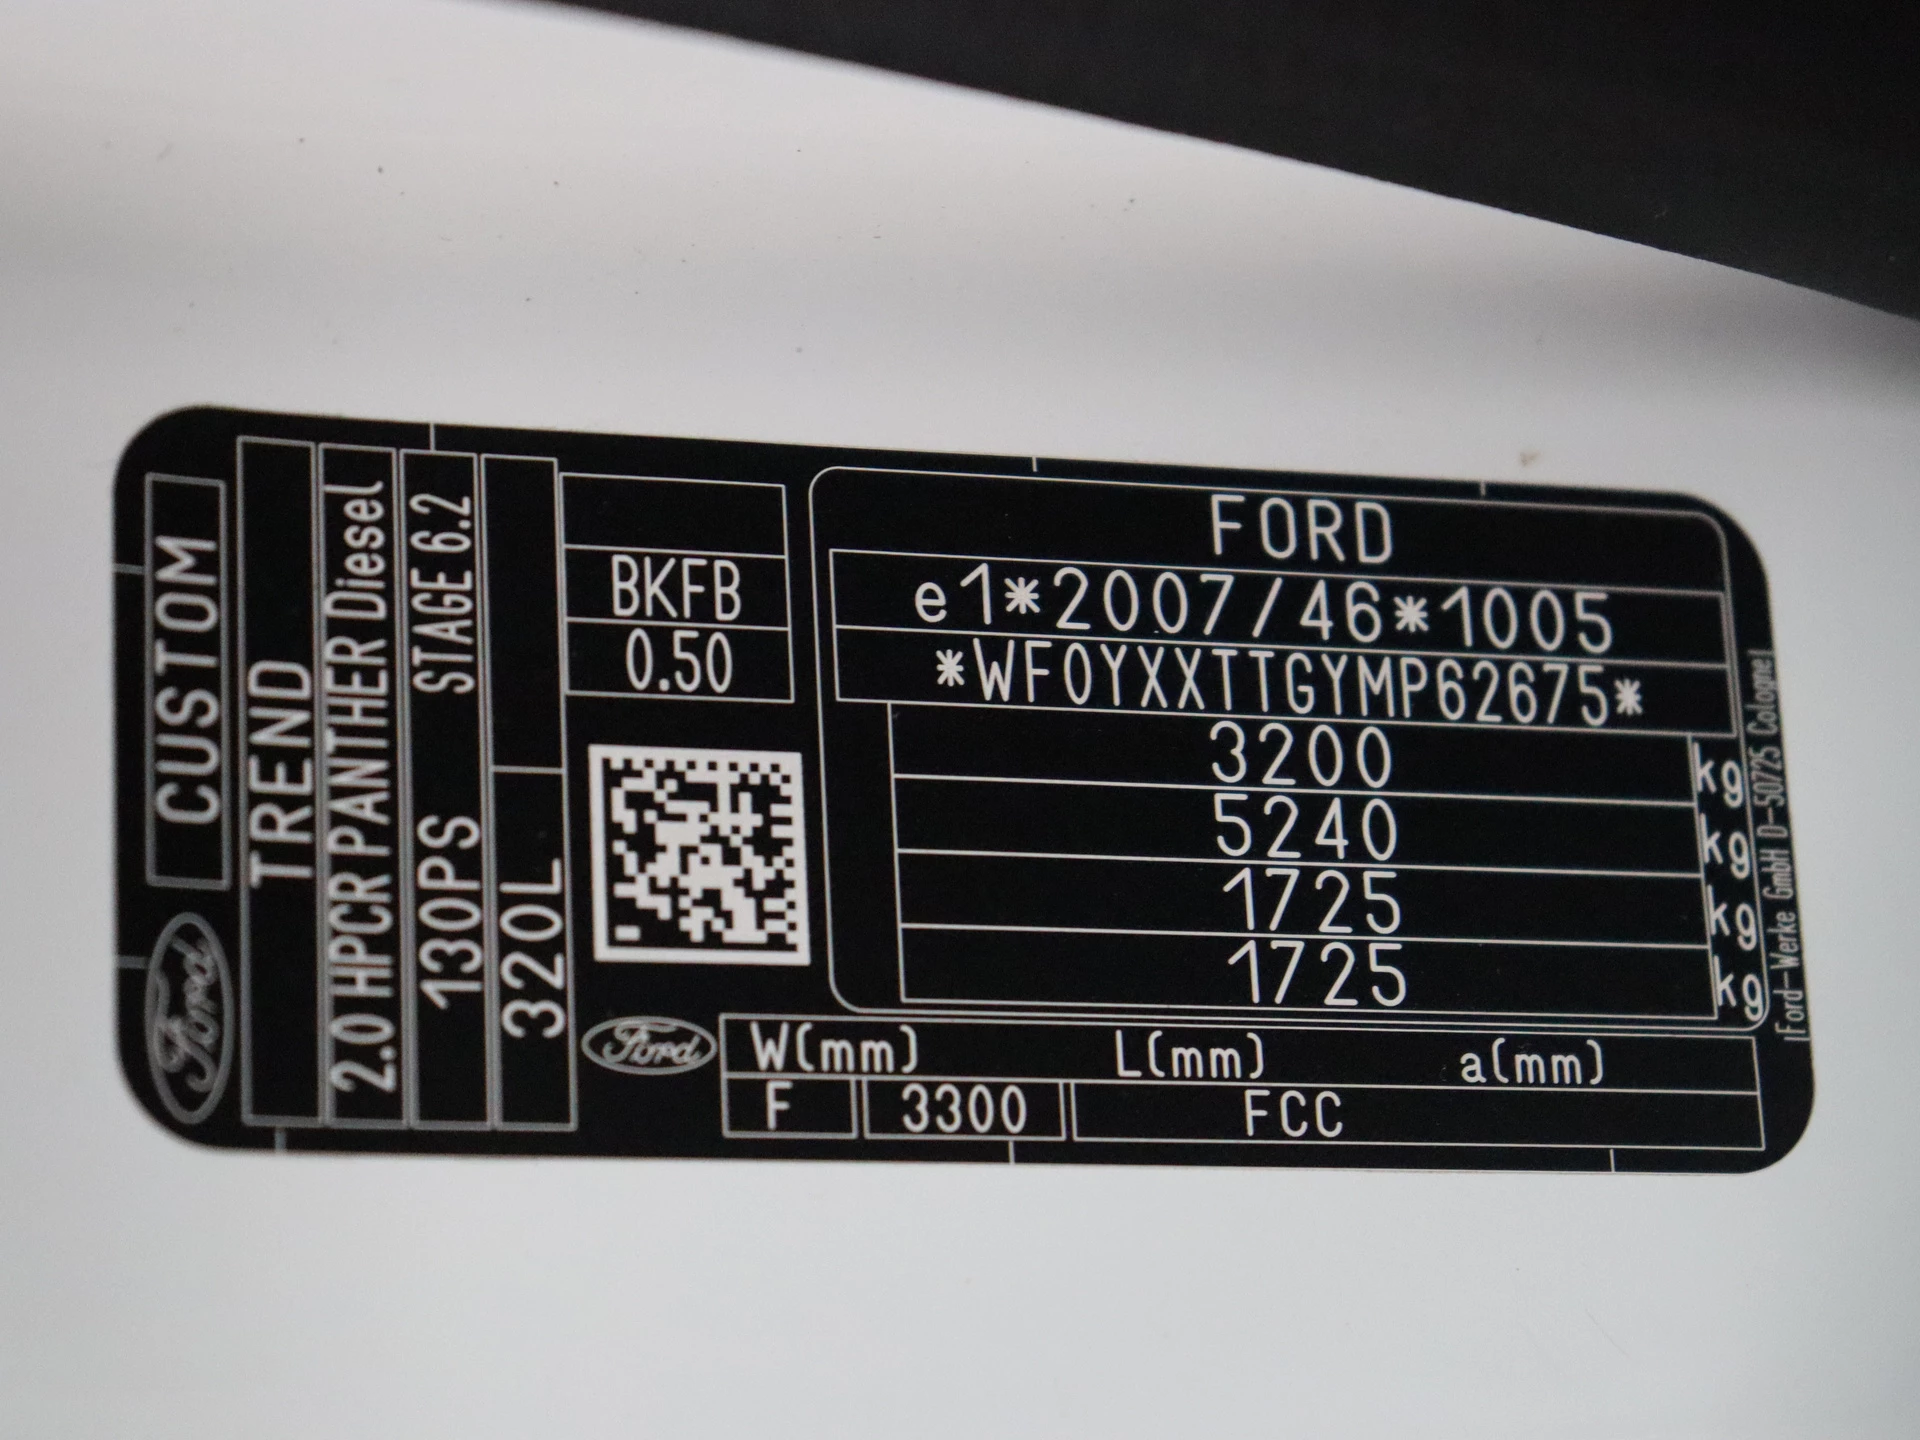 CUSTOM
Ford
TREND
2.0 HPCR PANTHER Diesel
130PS STAGE 6.2
320L
BKFB
0.50
FORD
e1*2007/46*1005
*WF0YXXTTGYMP62675*
3200 kg
5240 kg
1725 kg
1725 kg
Ford
W(mm) L(mm) a(mm)
F 3300 FCC
Ford-Werke GmbH D-50725 Cologne